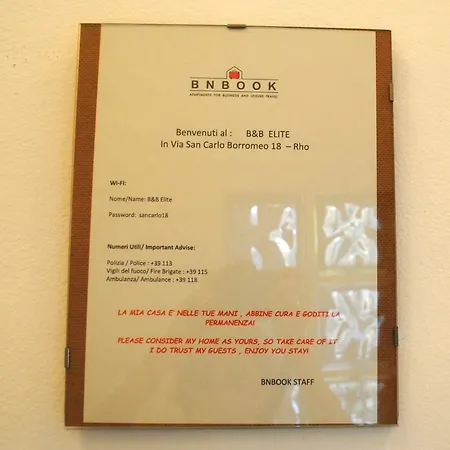 BNBOOK
APARTMENTS FOR BUSINESS AND LEISURE TRAVEL
Benvenuti al : B&B ELITE
In Via San Carlo Borromeo 18 – Rho
WI-FI:
Nome/Name: B&B Elite
Password: sancarlo18
Numeri Utili/ Important Advise:
Polizia / Police : +39 113
Vigili del fuoco/ Fire Brigate : +39 115
Ambulanza/ Ambulance : +39 118
LA MIA CASA E' NELLE TUE MANI , ABBINE CURA E GODITI LA
PERMANENZA!
PLEASE CONSIDER MY HOME AS YOURS, SO TAKE CARE OF IT
I DO TRUST MY GUESTS , ENJOY YOU STAY!
BNBOOK STAFF